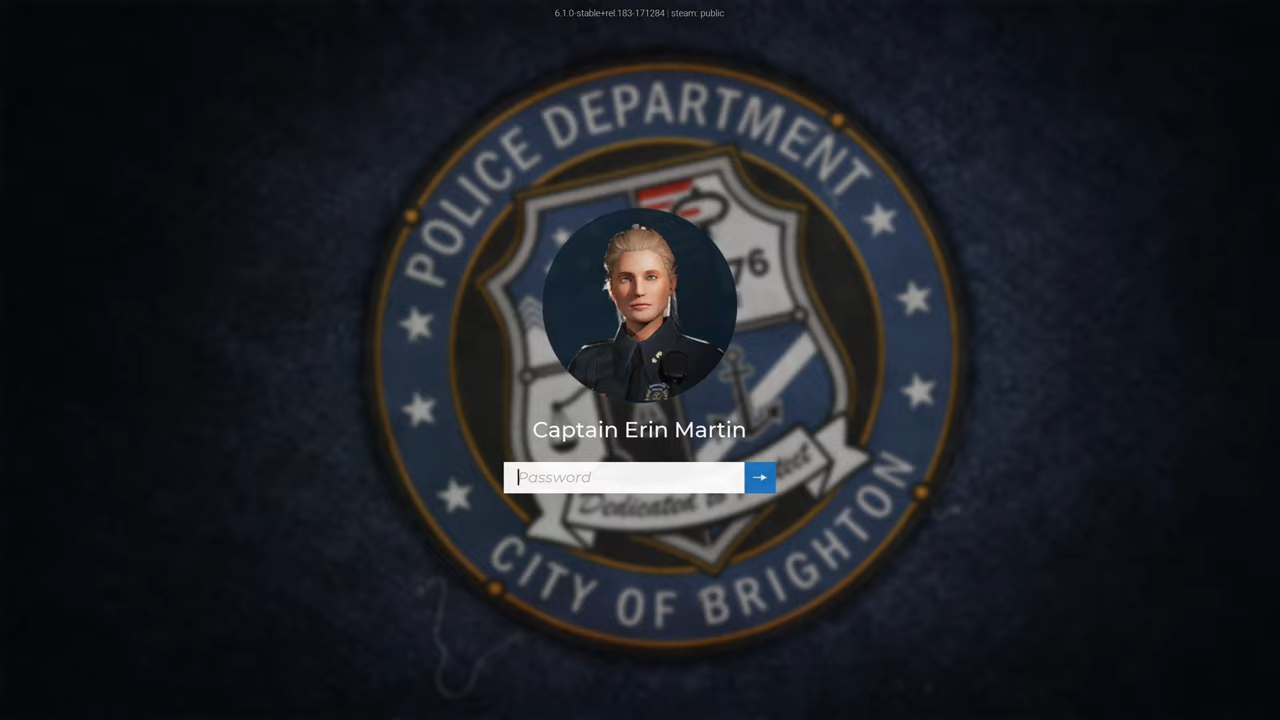 6.1.0-stable+rel.183-171284 | steam: public
POLICE DEPARTMENT
76
Captain Erin Martin
Password
Dedicated to
CITY OF BRIGHTON